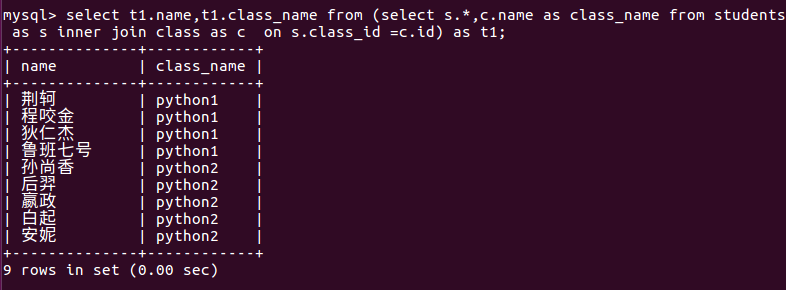 mysql> select t1.name,t1.class_name from (select s.*,c.name as class_name from students
 as s inner join class as c  on s.class_id =c.id) as t1;
+--------------+------------+
| name         | class_name |
+--------------+------------+
| 荆轲         | python1    |
| 程咬金       | python1    |
| 狄仁杰       | python1    |
| 鲁班七号     | python1    |
| 孙尚香       | python2    |
| 后羿         | python2    |
| 嬴政         | python2    |
| 白起         | python2    |
| 安妮         | python2    |
+--------------+------------+
9 rows in set (0.00 sec)